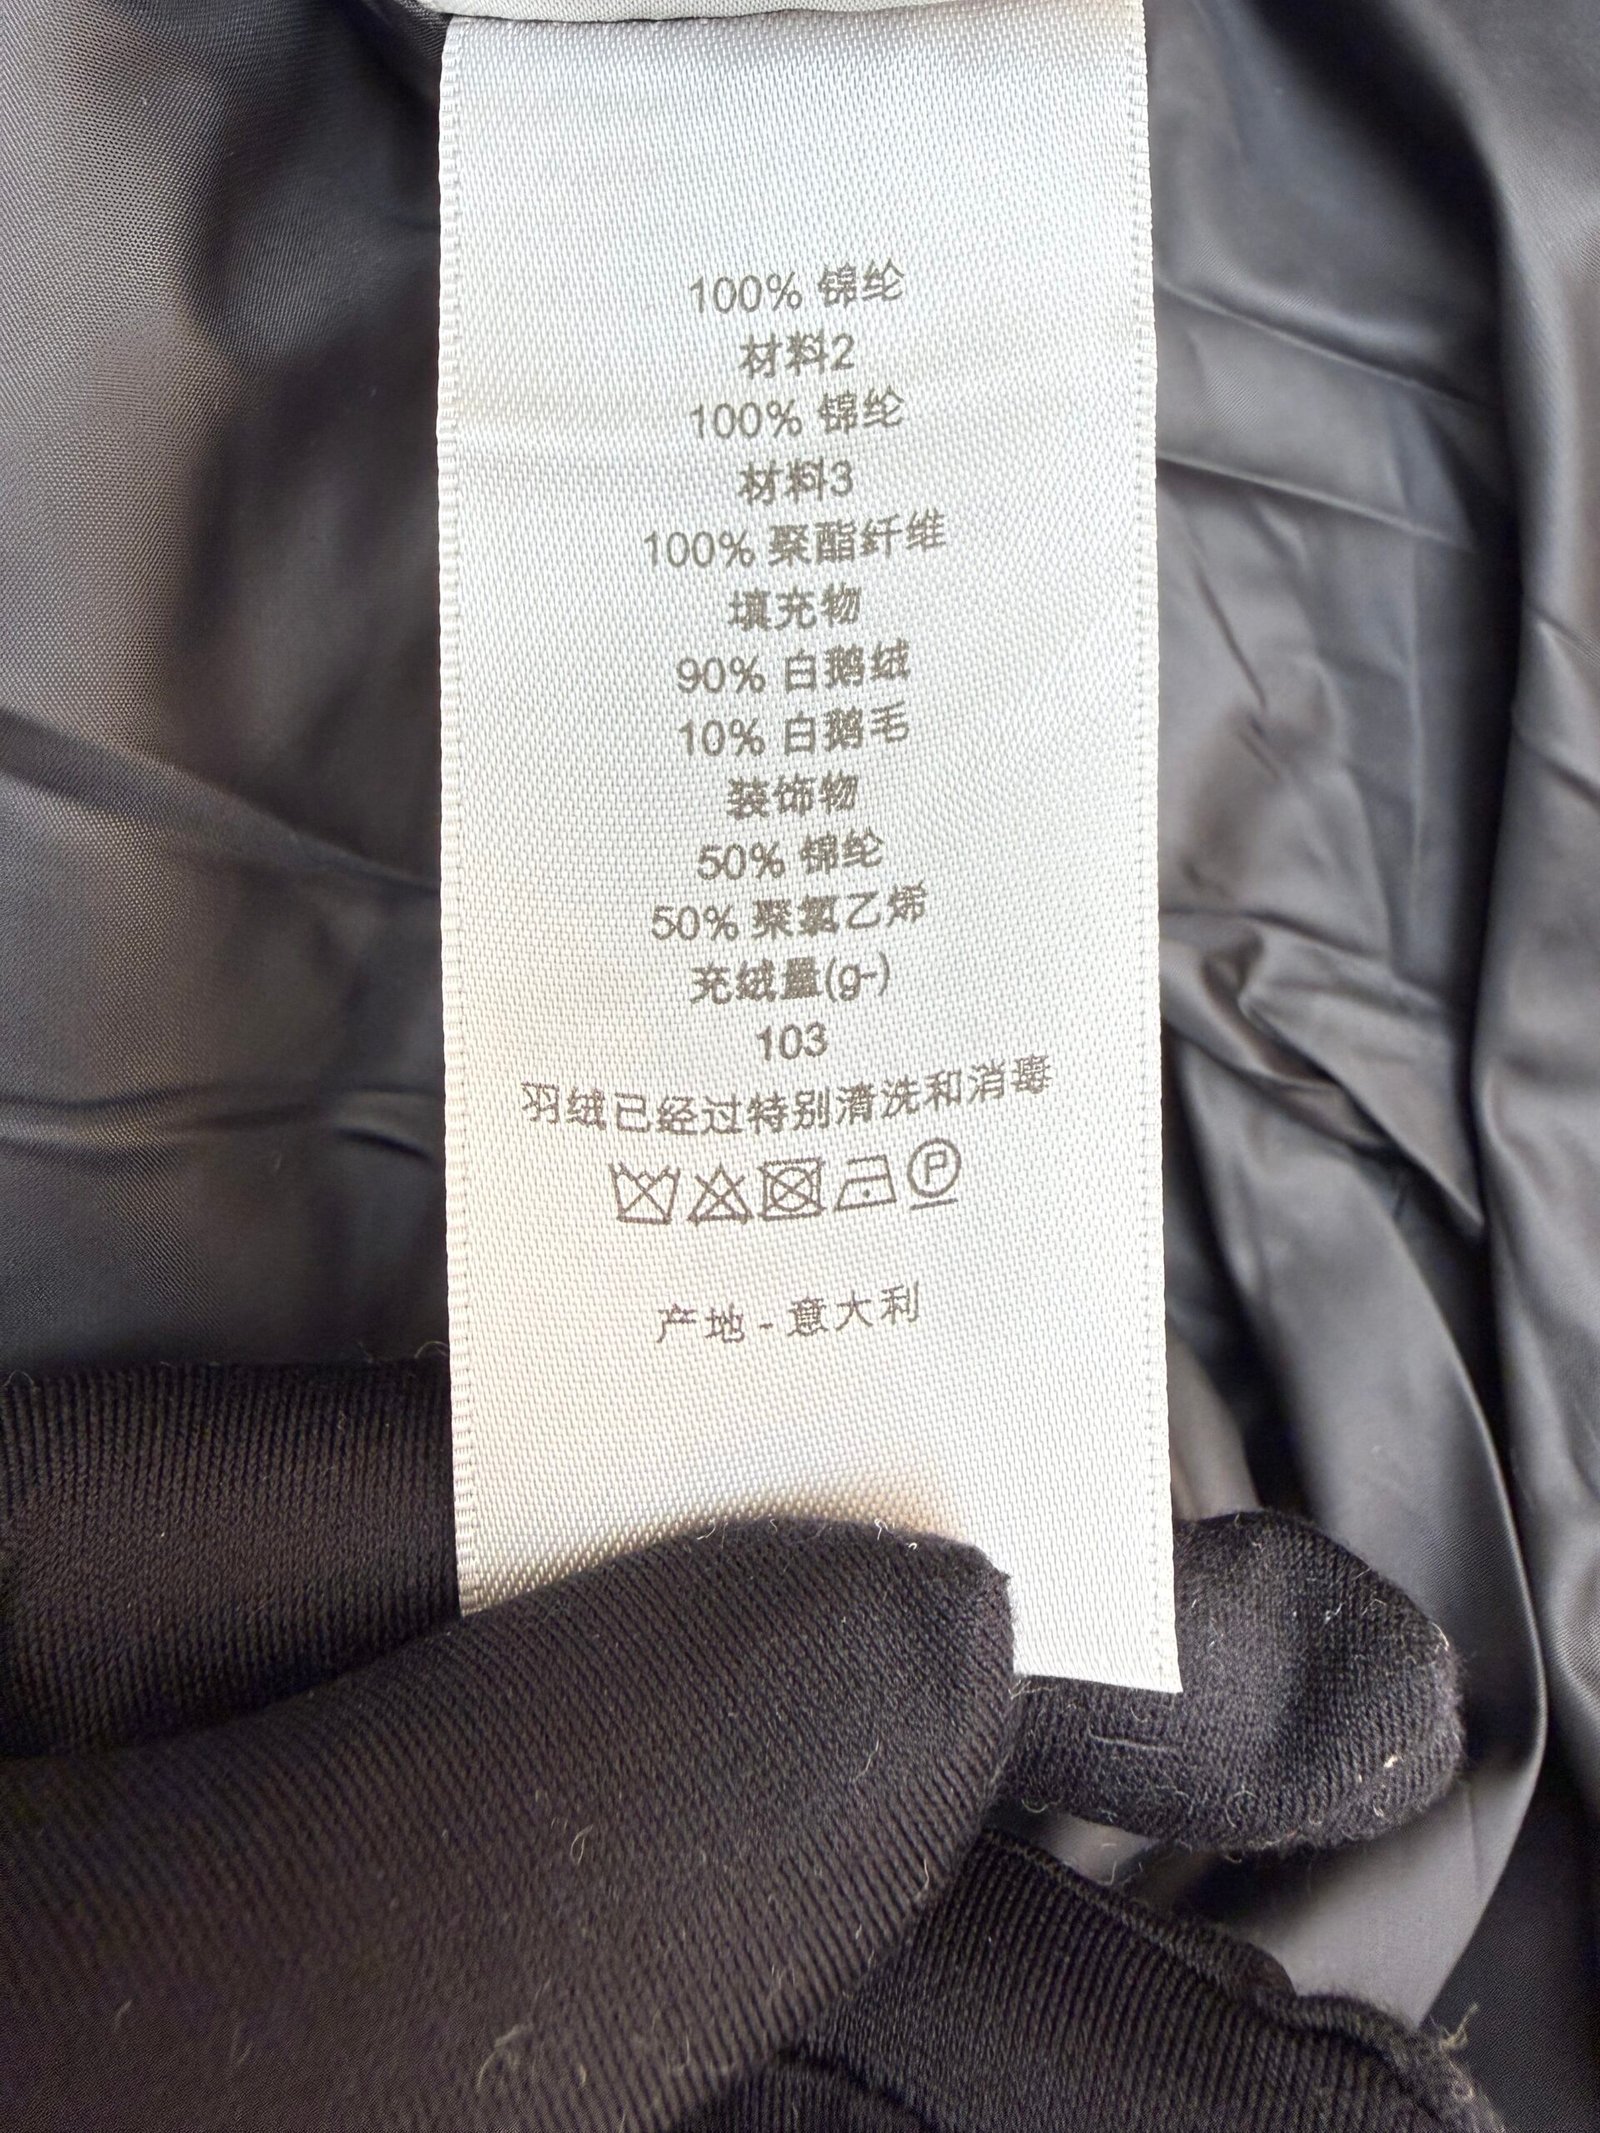 100% 锦纶
材料2
100% 锦纶
材料3
100% 聚酯纤维
填充物
90% 白鹅绒
10% 白鹅毛
装饰物
50% 锦纶
50% 聚氯乙烯
充绒量(g-)
103
羽绒已经过特别清洗和消毒
P
产地 - 意大利